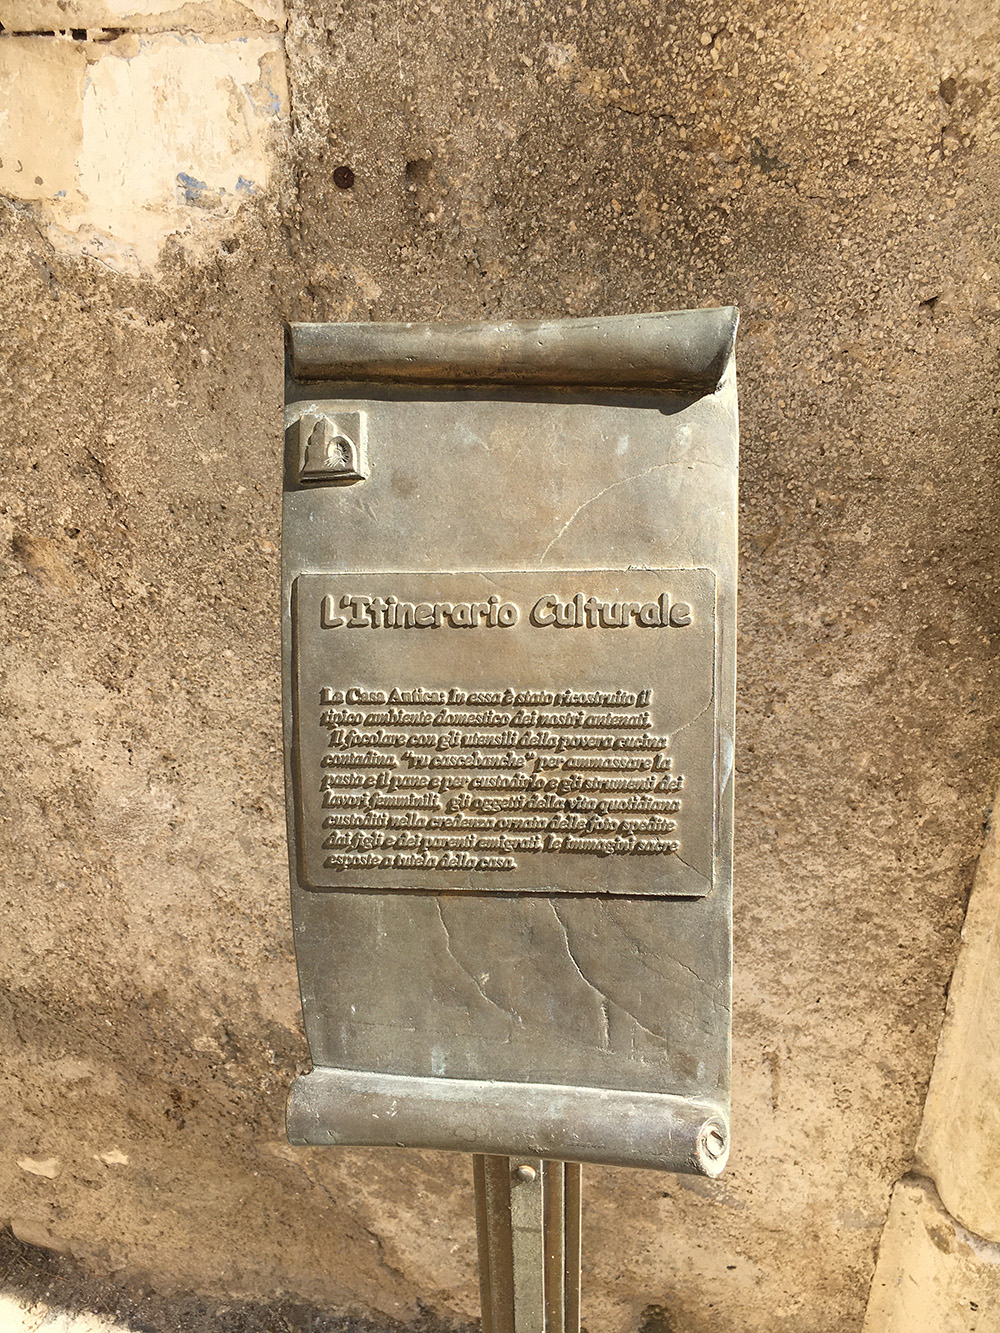 L'Itinerario Culturale
La Casa Antica: In essa è stato ricostruito il
tipico ambiente domestico dei nostri antenati.
Il focolare con gli utensili della povera cucina
contadina, "ru cascebanche" per ammassare la
pasta e il pane e per custodirlo e gli strumenti dei
lavori femminili, gli oggetti della vita quotidiana
custoditi nella credenza ornata delle foto spedite
dai figli e dei parenti emigrati, le immagini sacre
esposte a tutela della casa.